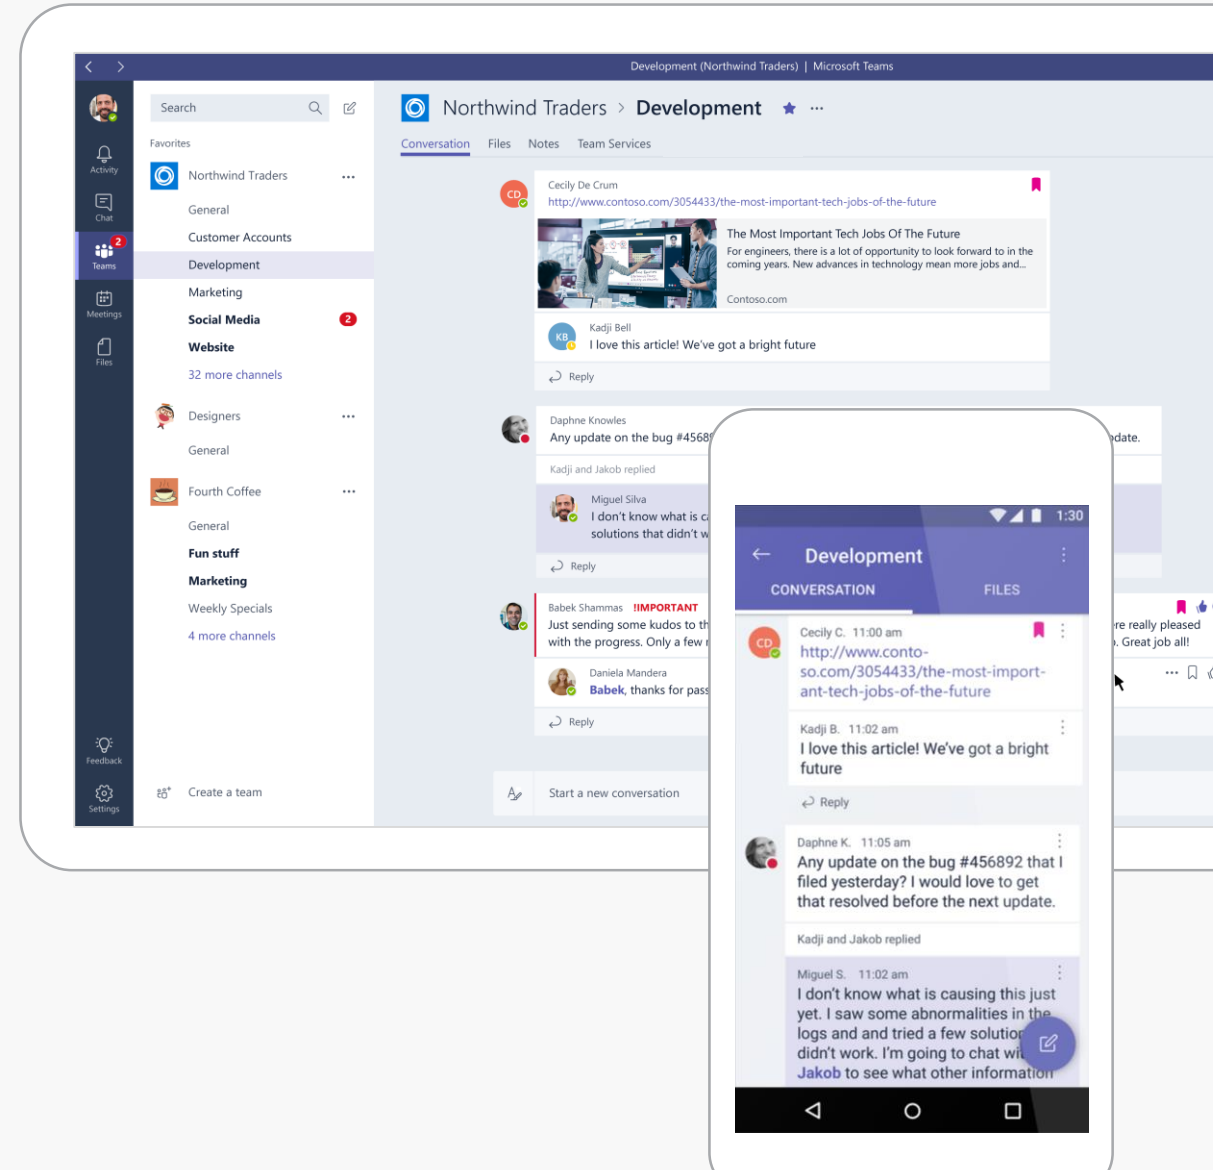 Development (Northwind Traders) | Microsoft Teams
Activity
Chat
2
Teams
Meetings
Files
Feedback
Settings
Search
Favorites
Northwind Traders
General
Customer Accounts
Development
Marketing
Social Media 2
Website
32 more channels
Designers
General
Fourth Coffee
General
Fun stuff
Marketing
Weekly Specials
4 more channels
Create a team
Northwind Traders > Development
Conversation Files Notes Team Services
CD
Cecily De Crum
http://www.contoso.com/3054433/the-most-important-tech-jobs-of-the-future
The Most Important Tech Jobs Of The Future
For engineers, there is a lot of opportunity to look forward to in the
coming years. New advances in technology mean more jobs and...
Contoso.com
KB
Kadji Bell
I love this article! We've got a bright future
Reply
Daphne Knowles
Any update on the bug #4568 date.
Kadji and Jakob replied
Miguel Silva
I don't know what is
solutions that didn't
Reply
Babek Shammas !IMPORTANT
Just sending some kudos to re really pleased
with the progress. Only a few . Great job all!
Daniela Mandera
Babek, thanks for pass
Reply
Start a new conversation
1:30
Development
CONVERSATION FILES
CD
Cecily C. 11:00 am
http://www.conto-
so.com/3054433/the-most-import-
ant-tech-jobs-of-the-future
Kadji B. 11:02 am
I love this article! We've got a bright
future
Reply
Daphne K. 11:05 am
Any update on the bug #456892 that I
filed yesterday? I would love to get
that resolved before the next update.
Kadji and Jakob replied
Miguel S. 11:02 am
I don't know what is causing this just
yet. I saw some abnormalities in the
logs and and tried a few solution
didn't work. I'm going to chat wi
Jakob to see what other information